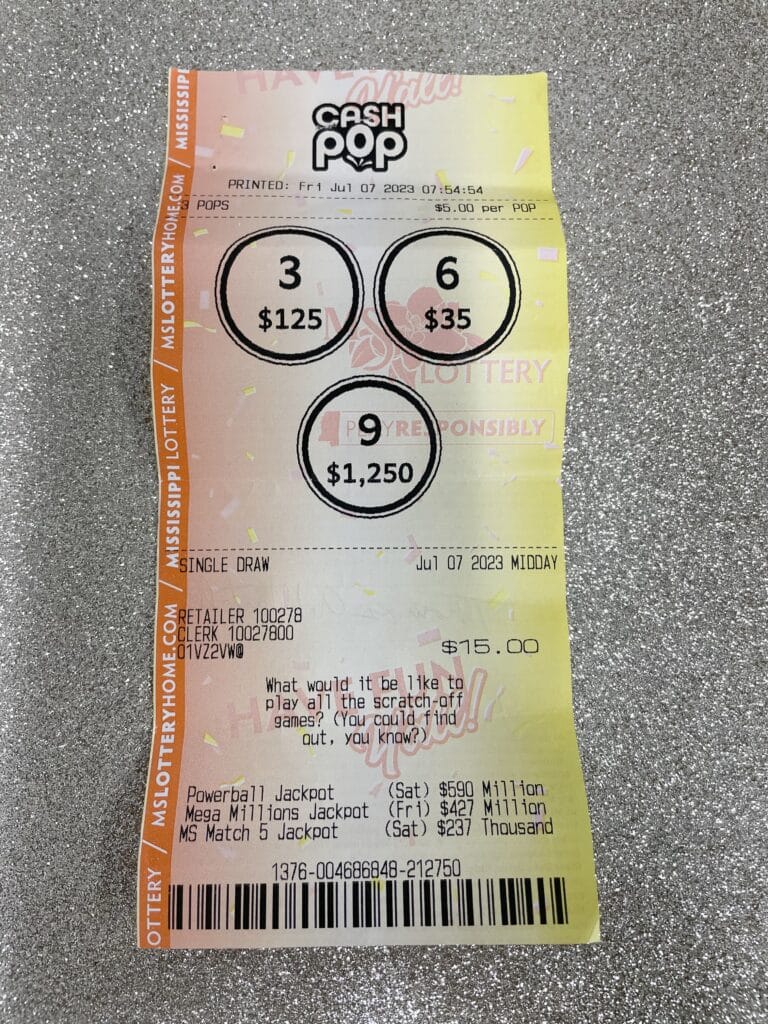 HAVE FUN
Yall!
CASH
POP
PRINTED: Fri Jul 07 2023 07:54:54
3 POPS $5.00 per POP
3 6
$125 $35
MS
LOTTERY
PLAY RESPONSIBLY
9
$1,250
SINGLE DRAW Jul 07 2023 MIDDAY
RETAILER 100278
CLERK 10027800
01VZ2VW@ $15.00
HAVE FUN
Yall!
What would it be like to
play all the scratch-off
games? (You could find
out, you know?)
Powerball Jackpot (Sat) $590 Million
Mega Millions Jackpot (Fri) $427 Million
MS Match 5 Jackpot (Sat) $237 Thousand
1376-004686848-212750
OTTERY / MSLOTTERYHOME.COM / MISSISSIPPI LOTTERY / MSLOTTERYHOME.COM / MISSISSIPPI